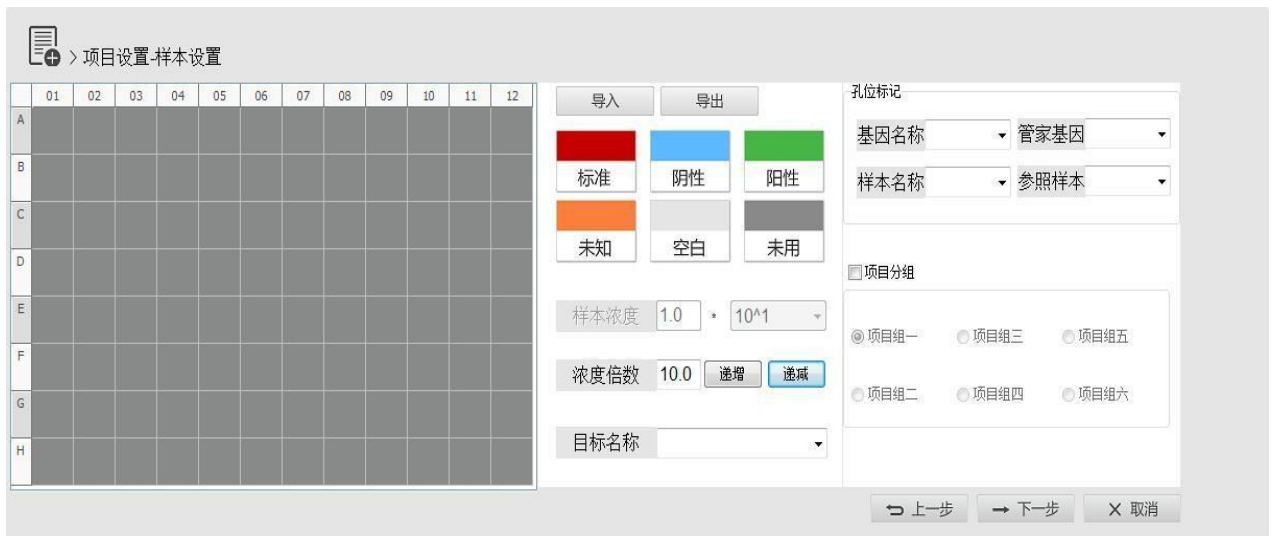 > 项目设置-样本设置
01 02 03 04 05 06 07 08 09 10 11 12
A
B
C
D
E
F
G
H
导入 导出
标准 阴性 阳性
未知 空白 未用
样本浓度 1.0 * 10^1
浓度倍数 10.0 递增 递减
目标名称
孔位标记
基因名称 管家基因
样本名称 参照样本
项目分组
项目组一 项目组三 项目组五
项目组二 项目组四 项目组六
上一步 下一步 取消